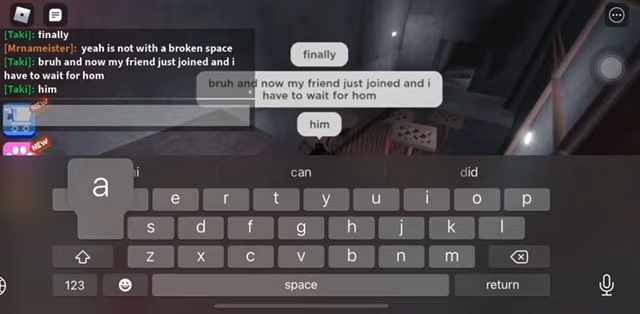 [Taki]: finally
[Mrnameister]: yeah is not with a broken space
[Taki]: bruh and now my friend just joined and i
have to wait for hom
[Taki]: him
NEW
NEW
finally
bruh and now my friend just joined and i
have to wait for hom
him
can did
a
e r t y u i o p
s d f g h j k l
z x c v b n m
123 space return